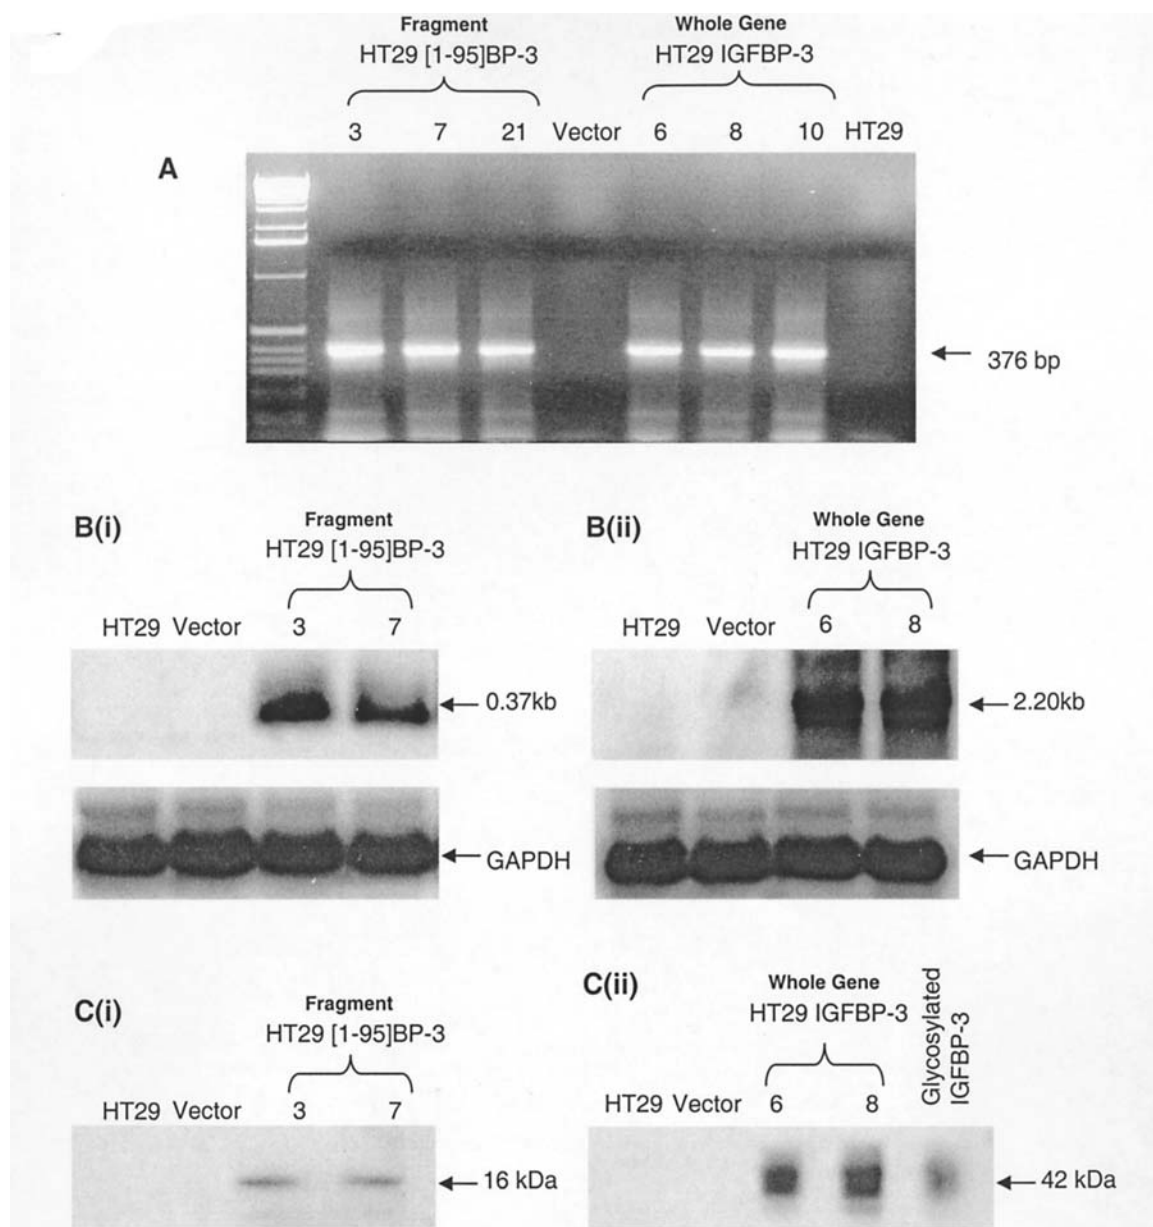 Fragment
HT29 [1-95]BP-3
Whole Gene
HT29 IGFBP-3
3 7 21 Vector 6 8 10 HT29
A
376 bp
B(i)
Fragment
HT29 [1-95]BP-3
HT29 Vector 3 7
0.37kb
GAPDH
B(ii)
Whole Gene
HT29 IGFBP-3
HT29 Vector 6 8
2.20kb
GAPDH
C(i)
Fragment
HT29 [1-95]BP-3
HT29 Vector 3 7
16 kDa
C(ii)
Whole Gene
HT29 IGFBP-3
Glycosylated
IGFBP-3
HT29 Vector 6 8
42 kDa